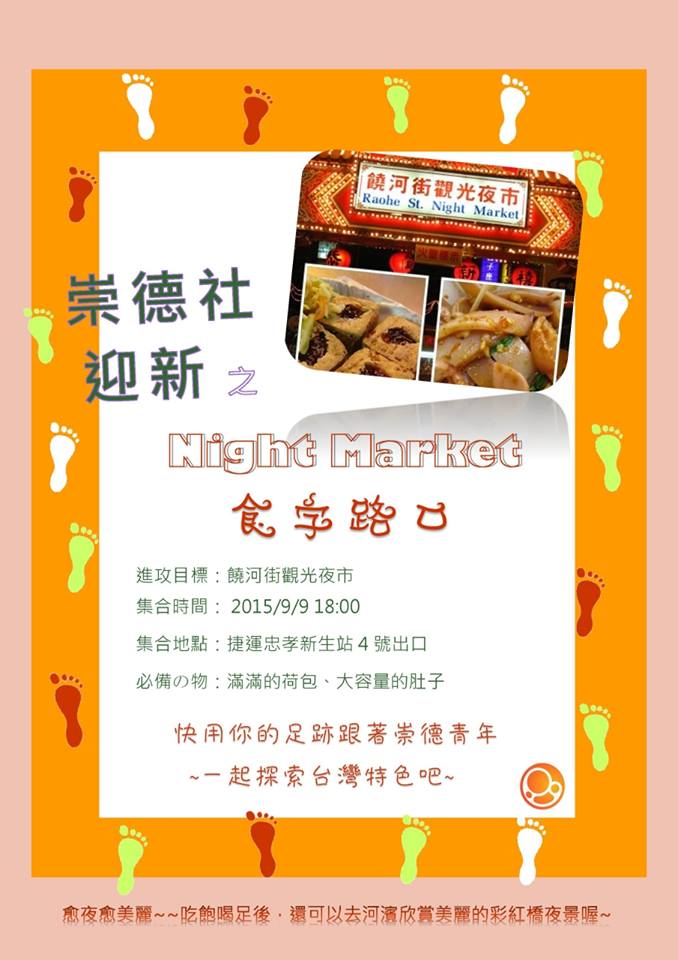 饒河街觀光夜市
Raohe St. Night Market
崇德社
迎新 之
Night Market
食字路口
進攻目標：饒河街觀光夜市
集合時間： 2015/9/9 18:00
集合地點：捷運忠孝新生站 4 號出口
必備の物：滿滿的荷包、大容量的肚子
快用你的足跡跟著崇德青年
~一起探索台灣特色吧~
愈夜愈美麗~~吃飽喝足後，還可以去河濱欣賞美麗的彩紅橋夜景喔~